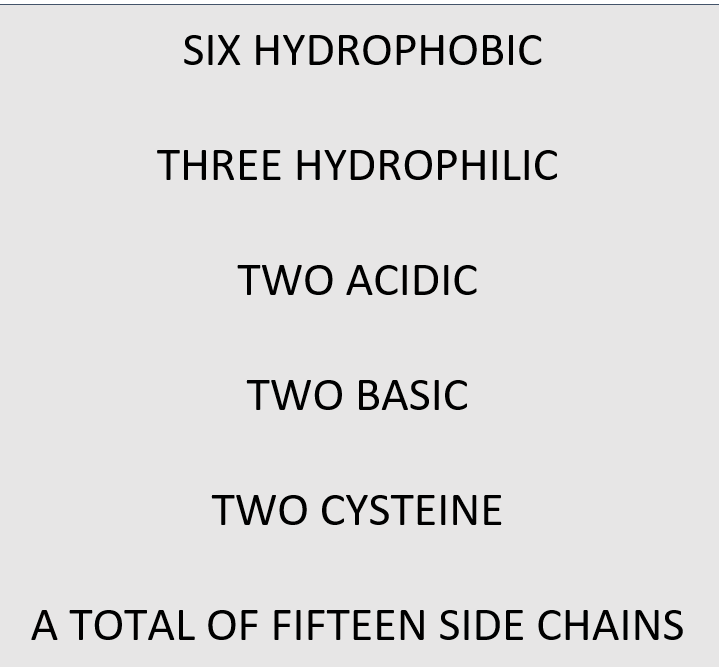 SIX HYDROPHOBIC
THREE HYDROPHILIC
TWO ACIDIC
TWO BASIC
TWO CYSTEINE
A TOTAL OF FIFTEEN SIDE CHAINS